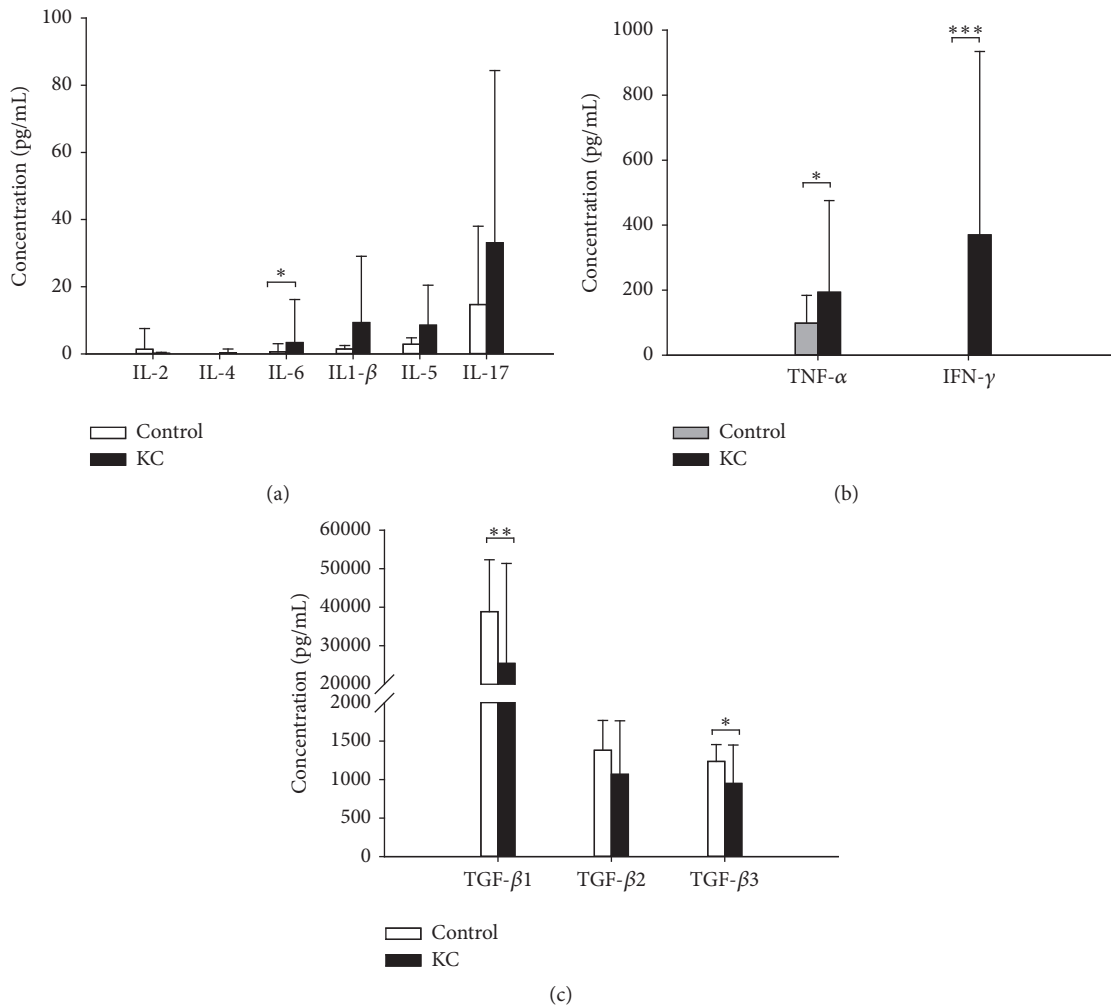 100
80
60
40
20
0
Concentration (pg/mL)
*
IL-2 IL-4 IL-6 IL1-β IL-5 IL-17
Control
KC
(a)
1000
800
600
400
200
0
Concentration (pg/mL)
*
***
TNF-α IFN-γ
Control
KC
(b)
60000
50000
40000
30000
20000
2000
1500
1000
500
0
Concentration (pg/mL)
**
*
TGF-β1 TGF-β2 TGF-β3
Control
KC
(c)